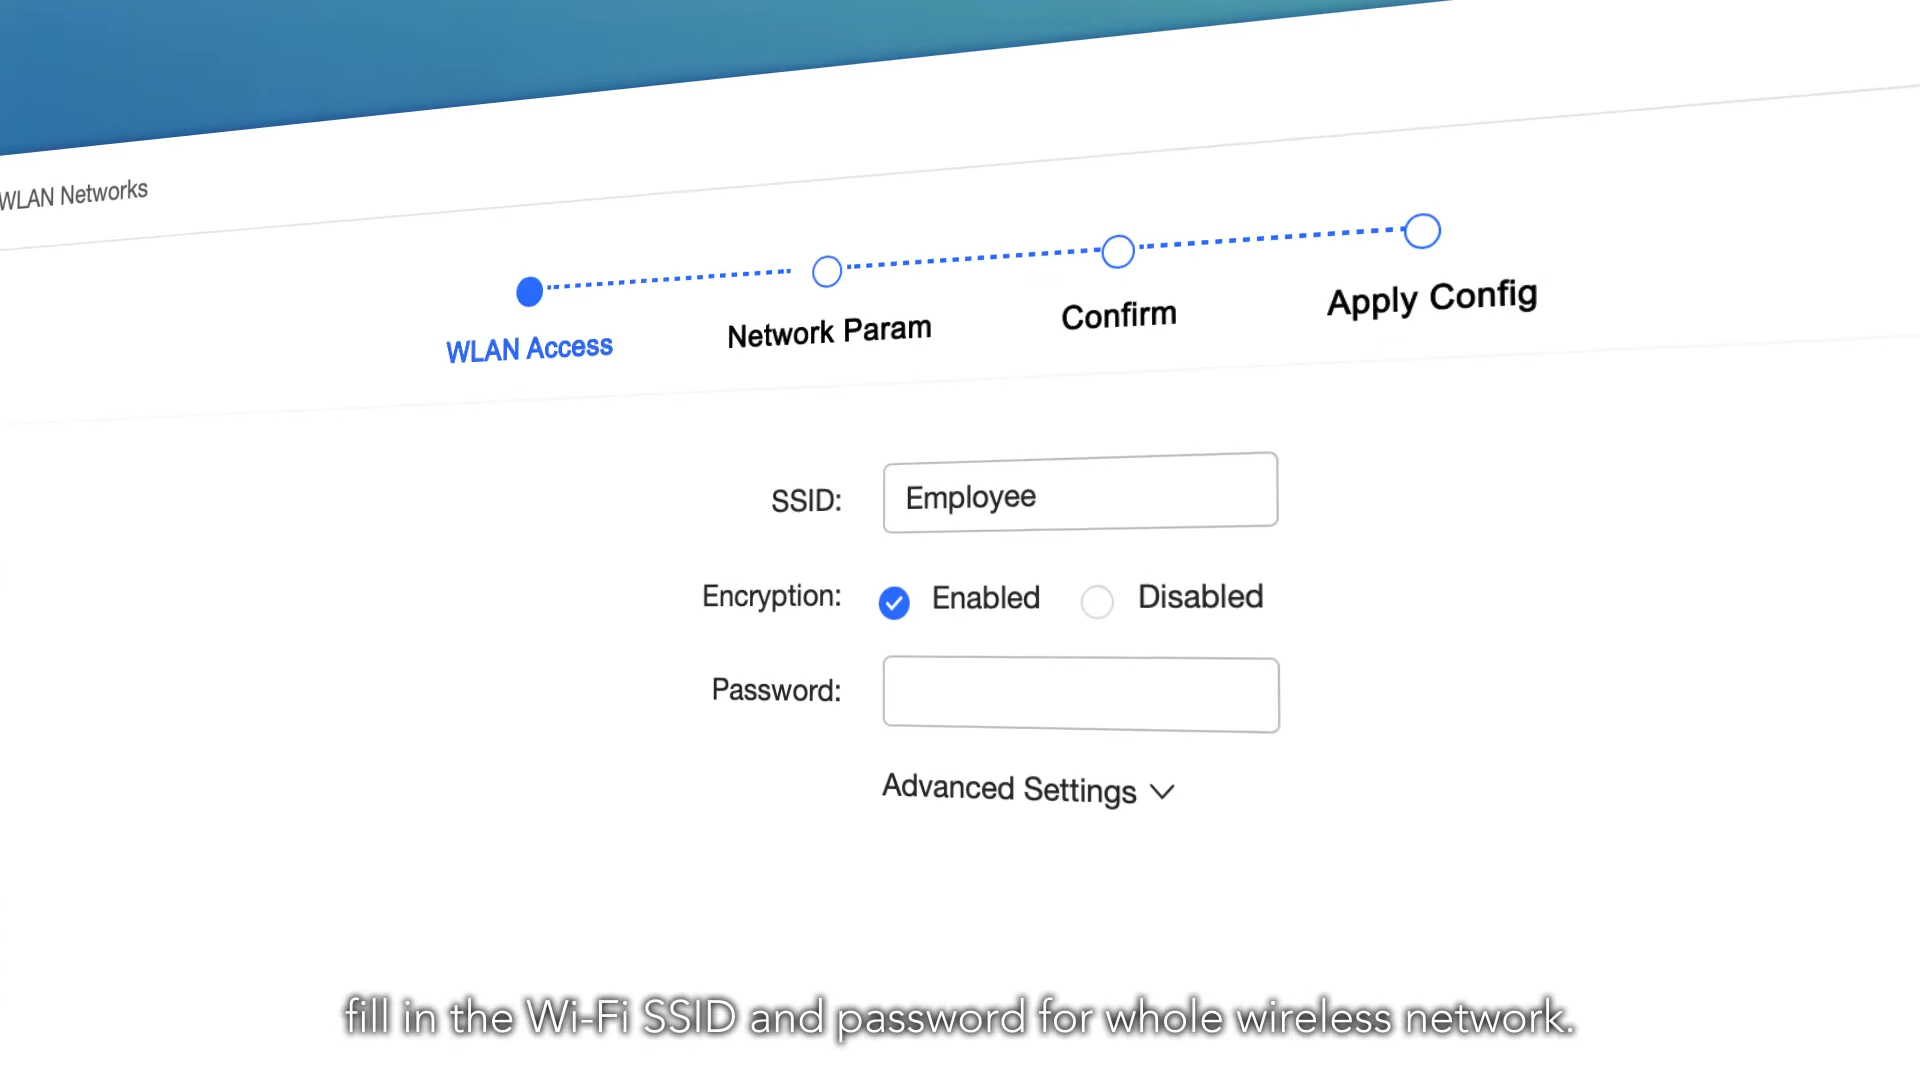 WLAN Networks
WLAN Access
Network Param
Confirm
Apply Config
SSID: Employee
Encryption: Enabled Disabled
Password:
Advanced Settings
fill in the Wi-Fi SSID and password for whole wireless network.